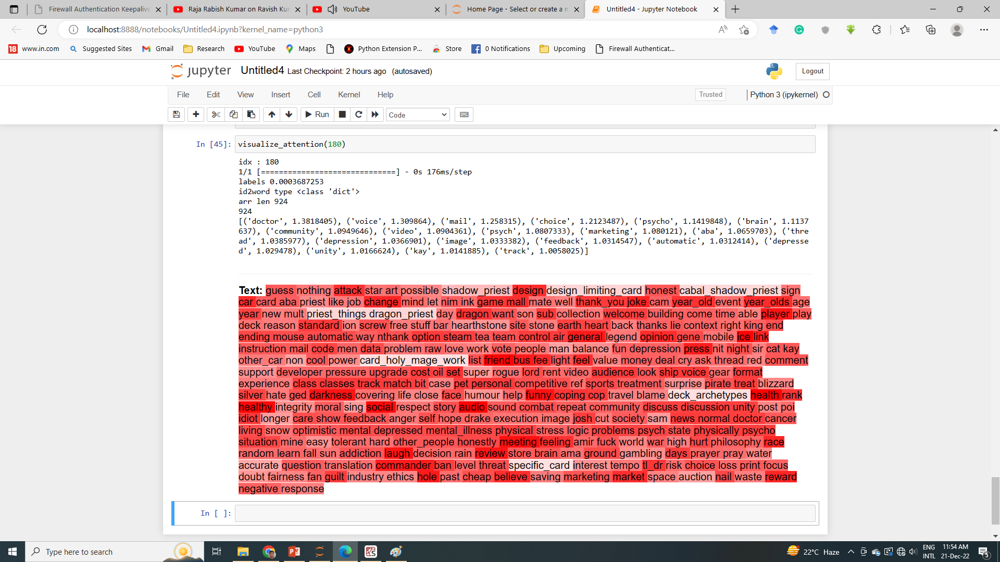 Firewall Authentication Keepalive
Raja Rabish Kumar on Ravish Kur
YouTube
Home Page - Select or create a n
Untitled4 - Jupyter Notebook
localhost:8888/notebooks/Untitled4.ipynb?kernel_name=python3
18 www.in.com
Suggested Sites
Gmail
Research
YouTube
Maps
Python Extension P...
Store
0 Notifications
Upcoming
Firewall Authenticat...
jupyter Untitled4 Last Checkpoint: 2 hours ago (autosaved)
Logout
File Edit View Insert Cell Kernel Help
Trusted
Python 3 (ipykernel)
Run
Code
In [45]: visualize_attention(180)
idx : 180
1/1 [==============================] - 0s 176ms/step
labels 0.0003687253
id2word type <class 'dict'>
arr len 924
924
[('doctor', 1.3818405), ('voice', 1.309864), ('mail', 1.258315), ('choice', 1.2123487), ('psycho', 1.1419848), ('brain', 1.1137
637), ('community', 1.0949646), ('video', 1.0904361), ('psych', 1.0807333), ('marketing', 1.080121), ('aba', 1.0659703), ('thre
ad', 1.0385977), ('depression', 1.0366901), ('image', 1.0333382), ('feedback', 1.0314547), ('automatic', 1.0312414), ('depresse
d', 1.029478), ('unity', 1.0166624), ('kay', 1.0141885), ('track', 1.0058025)]
Text: guess nothing attack star art possible shadow_priest design design_limiting_card honest cabal_shadow_priest sign
car card aba priest like job change mind let nim ink game mall mate well thank_you joke cam year_old event year_olds age
year new mult priest_things dragon_priest day dragon want son sub collection welcome building come time able player play
deck reason standard ion screw free stuff bar hearthstone site stone earth heart back thanks lie context right king end
ending mouse automatic way nthank option steam tea team control air general legend opinion gene mobile ice link
instruction mail code men data problem raw love work vote people man balance fun depression press nit night sir cat kay
other_car non cool power card_holy_mage_work list friend bus fee light feel value money deal cry ask thread red comment
support developer pressure upgrade cost oil set super rogue lord rent video audience look ship voice gear format
experience class classes track match bit case pet personal competitive ref sports treatment surprise pirate treat blizzard
silver hate ged darkness covering life close face humour help funny coping cop travel blame deck_archetypes health rank
healthy integrity moral sing social respect story audio sound combat repeat community discuss discussion unity post poi
idiot longer care show feedback anger self hope drake execution image josh cut society sam news normal doctor cancer
living snow optimistic mental depressed mental_illness physical stress logic problems psych state physically psycho
situation mine easy tolerant hard other_people honestly meeting feeling amir fuck world war high hurt philosophy race
random learn fall sun addiction laugh decision rain review store brain ama ground gambling days prayer pray water
accurate question translation commander ban level threat specific_card interest tempo tl_dr risk choice loss print focus
doubt fairness fan guilt industry ethics hole past cheap believe saving marketing market space auction nail waste reward
negative response
In [ ]:
Type here to search
22°C Haze
ENG
INTL
11:54 AM
21-Dec-22
5